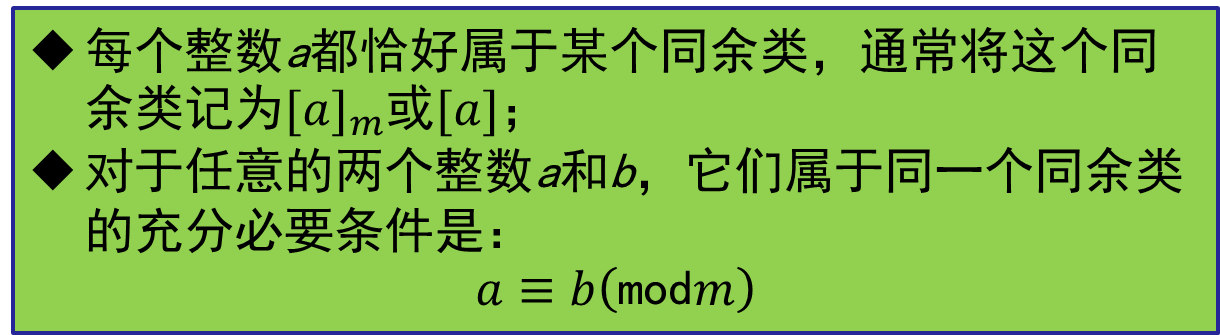 ◆ 每个整数a都恰好属于某个同余类，通常将这个同
余类记为[a]ₘ或[a]；
◆ 对于任意的两个整数a和b，它们属于同一个同余类
的充分必要条件是：
a ≡ b(modm)